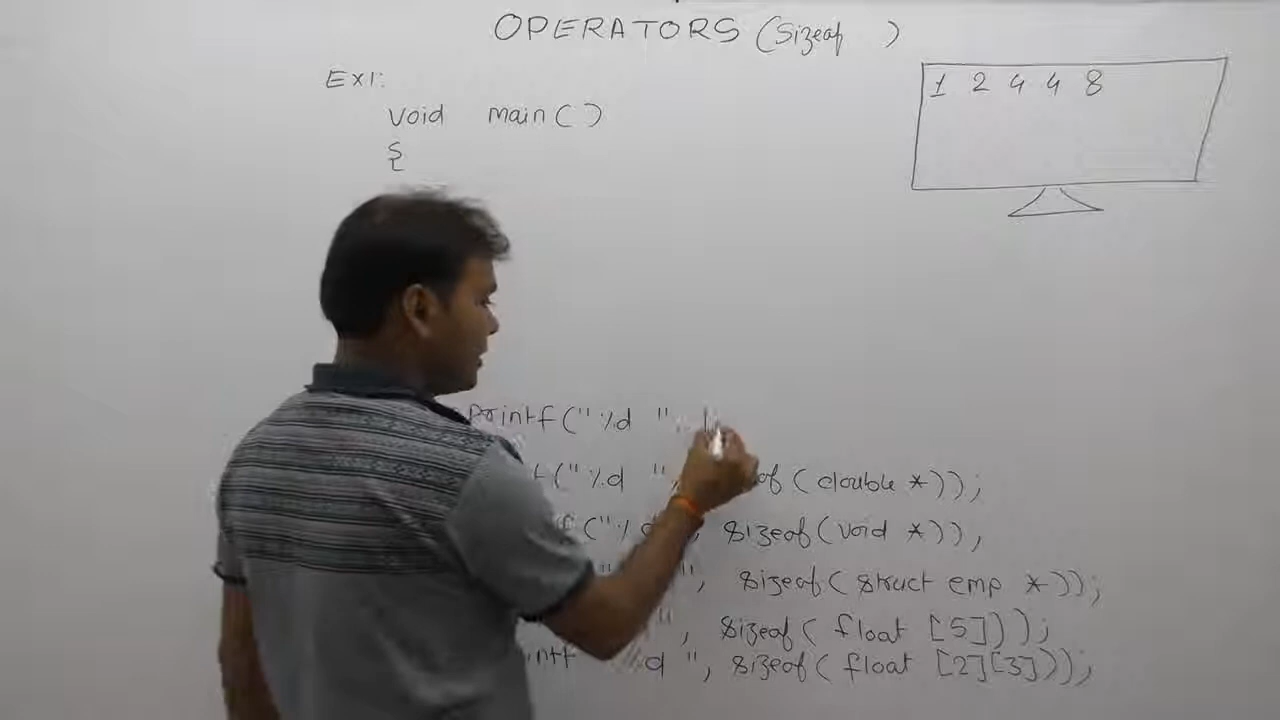 OPERATORS (Sizeof )
EX1:
1 2 4 4 8
void main()
{
Printf("%d ",
("%d ", of (double *));
("%d ", sizeof(void *));
", sizeof(struct emp *));
", sizeof( float [5]));
d ", sizeof( float [2][3]));